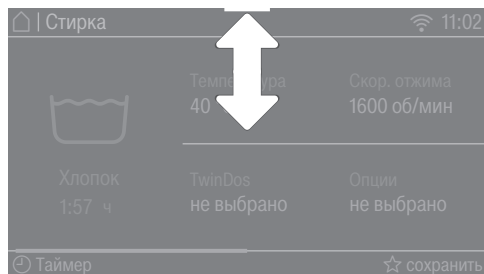 | Стирка 11:02
Температура Скор. отжима
40 1600 об/мин
Хлопок TwinDos Опции
1:57 ч не выбрано не выбрано
Таймер сохранить